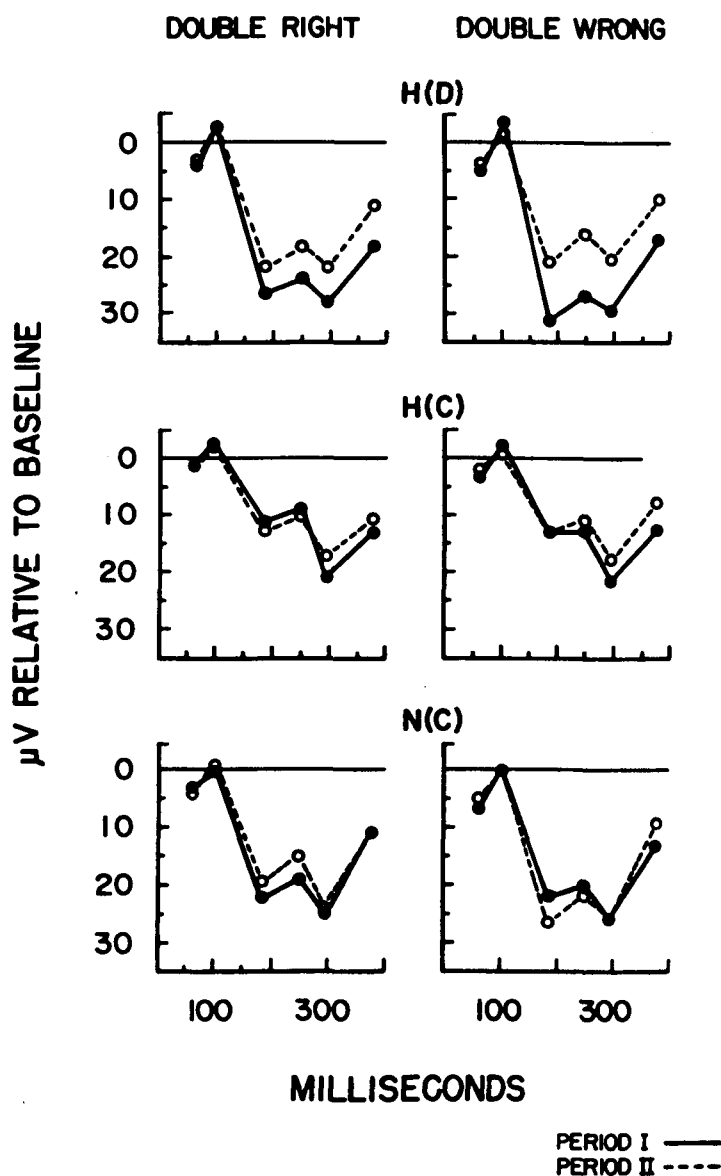 DOUBLE RIGHT DOUBLE WRONG
H(D)
0
10
20
30
H(C)
0
10
20
30
N(C)
0
10
20
30
µV RELATIVE TO BASELINE
100 300 100 300
MILLISECONDS
PERIOD I
PERIOD II